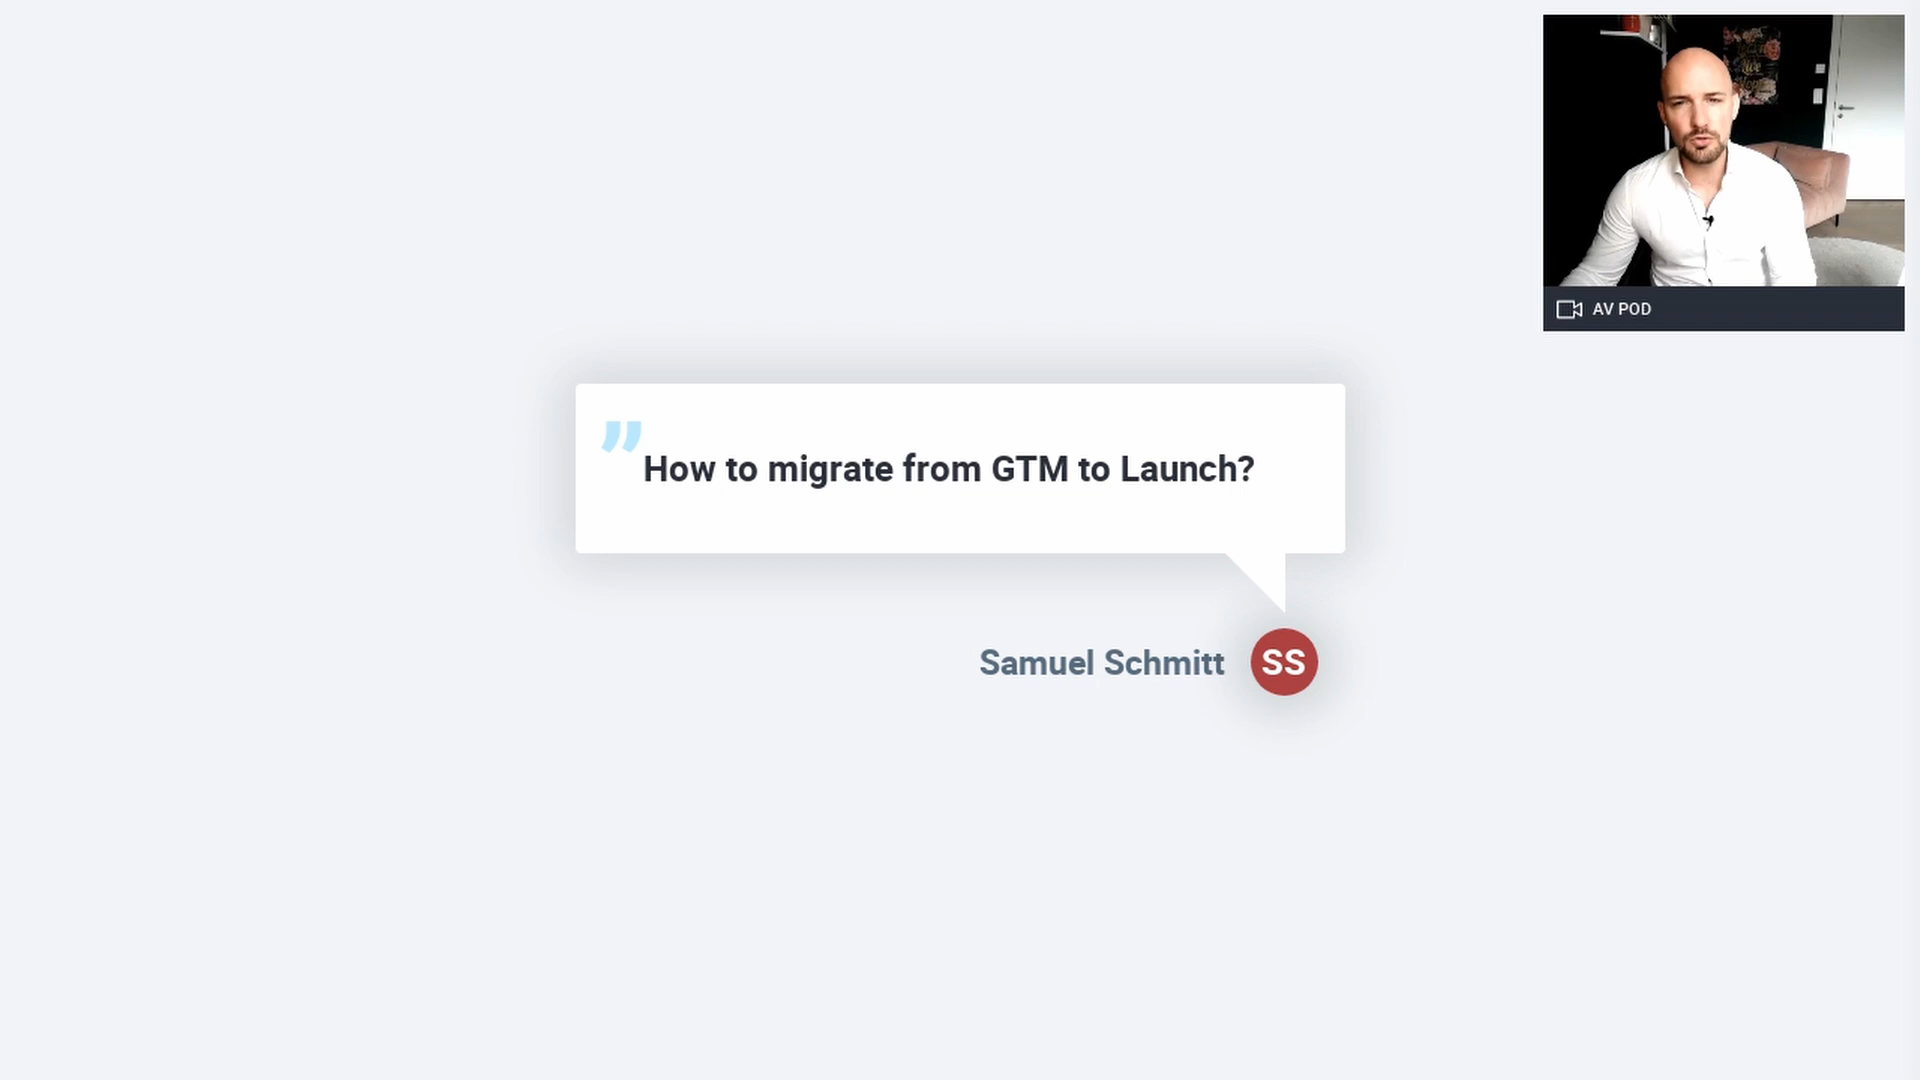 AV POD
” How to migrate from GTM to Launch?
Samuel Schmitt SS